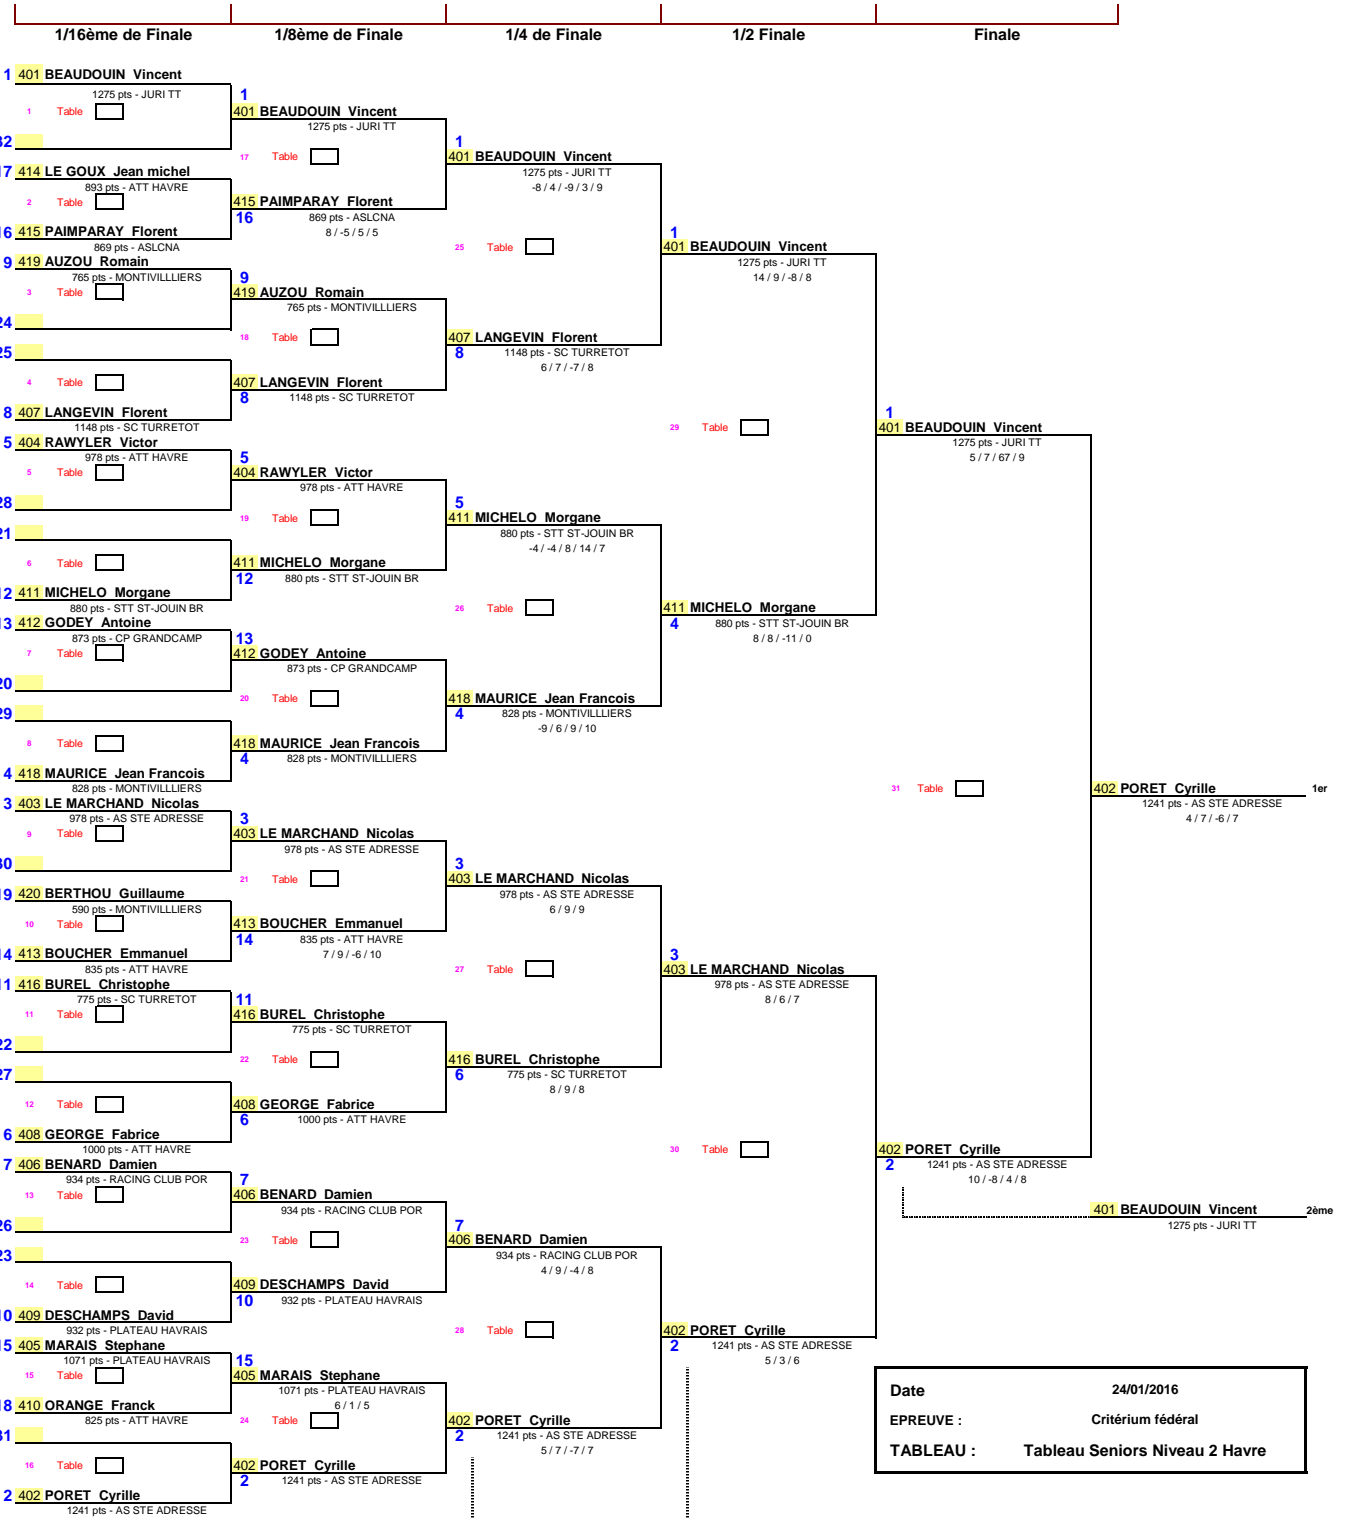 1/16ème de Finale
1/8ème de Finale
1/4 de Finale
1/2 Finale
Finale
1 401 BEAUDOUIN Vincent
1275 pts - JURI TT
1 Table
32
17 414 LE GOUX Jean michel
893 pts - ATT HAVRE
2 Table
16 415 PAIMPARAY Florent
869 pts - ASLCNA
9 419 AUZOU Romain
765 pts - MONTIVILLLIERS
3 Table
24
25
4 Table
8 407 LANGEVIN Florent
1148 pts - SC TURRETOT
5 404 RAWYLER Victor
978 pts - ATT HAVRE
5 Table
28
21
6 Table
12 411 MICHELO Morgane
880 pts - STT ST-JOUIN BR
13 412 GODEY Antoine
873 pts - CP GRANDCAMP
7 Table
20
29
8 Table
4 418 MAURICE Jean Francois
828 pts - MONTIVILLLIERS
3 403 LE MARCHAND Nicolas
978 pts - AS STE ADRESSE
9 Table
30
19 420 BERTHOU Guillaume
590 pts - MONTIVILLLIERS
10 Table
14 413 BOUCHER Emmanuel
835 pts - ATT HAVRE
11 416 BUREL Christophe
775 pts - SC TURRETOT
11 Table
22
27
12 Table
6 408 GEORGE Fabrice
1000 pts - ATT HAVRE
7 406 BENARD Damien
934 pts - RACING CLUB POR
13 Table
26
23
14 Table
10 409 DESCHAMPS David
932 pts - PLATEAU HAVRAIS
15 405 MARAIS Stephane
1071 pts - PLATEAU HAVRAIS
15 Table
18 410 ORANGE Franck
825 pts - ATT HAVRE
31
16 Table
2 402 PORET Cyrille
1241 pts - AS STE ADRESSE
1
401 BEAUDOUIN Vincent
1275 pts - JURI TT
17 Table
415 PAIMPARAY Florent
16 869 pts - ASLCNA
8 / -5 / 5 / 5
9
419 AUZOU Romain
765 pts - MONTIVILLLIERS
18 Table
407 LANGEVIN Florent
8 1148 pts - SC TURRETOT
5
404 RAWYLER Victor
978 pts - ATT HAVRE
19 Table
411 MICHELO Morgane
12 880 pts - STT ST-JOUIN BR
13
412 GODEY Antoine
873 pts - CP GRANDCAMP
20 Table
418 MAURICE Jean Francois
4 828 pts - MONTIVILLLIERS
3
403 LE MARCHAND Nicolas
978 pts - AS STE ADRESSE
21 Table
413 BOUCHER Emmanuel
14 835 pts - ATT HAVRE
7 / 9 / -6 / 10
11
416 BUREL Christophe
775 pts - SC TURRETOT
22 Table
408 GEORGE Fabrice
6 1000 pts - ATT HAVRE
7
406 BENARD Damien
934 pts - RACING CLUB POR
23 Table
409 DESCHAMPS David
10 932 pts - PLATEAU HAVRAIS
15
405 MARAIS Stephane
1071 pts - PLATEAU HAVRAIS
6 / 1 / 5
24 Table
402 PORET Cyrille
2 1241 pts - AS STE ADRESSE
1
401 BEAUDOUIN Vincent
1275 pts - JURI TT
-8 / 4 / -9 / 3 / 9
25 Table
407 LANGEVIN Florent
8 1148 pts - SC TURRETOT
6 / 7 / -7 / 8
5
411 MICHELO Morgane
880 pts - STT ST-JOUIN BR
-4 / -4 / 8 / 14 / 7
26 Table
418 MAURICE Jean Francois
4 828 pts - MONTIVILLLIERS
-9 / 6 / 9 / 10
3
403 LE MARCHAND Nicolas
978 pts - AS STE ADRESSE
6 / 9 / 9
27 Table
416 BUREL Christophe
6 775 pts - SC TURRETOT
8 / 9 / 8
7
406 BENARD Damien
934 pts - RACING CLUB POR
4 / 9 / -4 / 8
28 Table
402 PORET Cyrille
2 1241 pts - AS STE ADRESSE
5 / 7 / -7 / 7
1
401 BEAUDOUIN Vincent
1275 pts - JURI TT
14 / 9 / -8 / 8
29 Table
411 MICHELO Morgane
4 880 pts - STT ST-JOUIN BR
8 / 8 / -11 / 0
3
403 LE MARCHAND Nicolas
978 pts - AS STE ADRESSE
8 / 6 / 7
30 Table
402 PORET Cyrille
2 1241 pts - AS STE ADRESSE
5 / 3 / 6
1
401 BEAUDOUIN Vincent
1275 pts - JURI TT
5 / 7 / 67 / 9
31 Table
402 PORET Cyrille
2 1241 pts - AS STE ADRESSE
10 / -8 / 4 / 8
402 PORET Cyrille 1er
1241 pts - AS STE ADRESSE
4 / 7 / -6 / 7
401 BEAUDOUIN Vincent 2ème
1275 pts - JURI TT
Date 24/01/2016
EPREUVE : Critérium fédéral
TABLEAU : Tableau Seniors Niveau 2 Havre